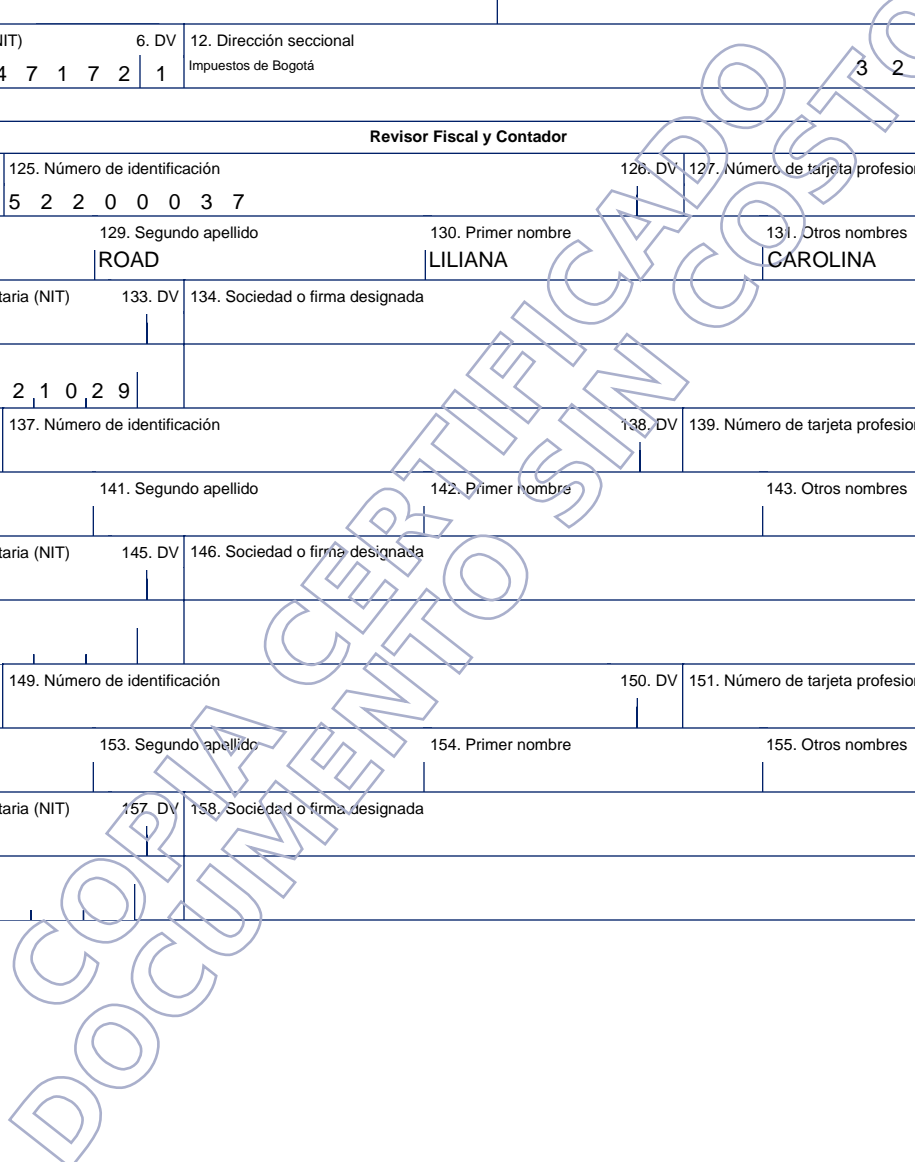 IIT) 6. DV 12. Dirección seccional
4 7 1 7 2 1 Impuestos de Bogotá 3 2
Revisor Fiscal y Contador
125. Número de identificación 126. DV 127. Número de tarjeta profesion
5 2 2 0 0 0 3 7
129. Segundo apellido 130. Primer nombre 131. Otros nombres
ROAD LILIANA CAROLINA
taria (NIT) 133. DV 134. Sociedad o firma designada
2 1 0 2 9
137. Número de identificación 138. DV 139. Número de tarjeta profesion
141. Segundo apellido 142. Primer nombre 143. Otros nombres
taria (NIT) 145. DV 146. Sociedad o firma designada
149. Número de identificación 150. DV 151. Número de tarjeta profesion
153. Segundo apellido 154. Primer nombre 155. Otros nombres
taria (NIT) 157. DV 158. Sociedad o firma designada
COPIA CERTIFICADO
DOCUMENTO SIN COSTO